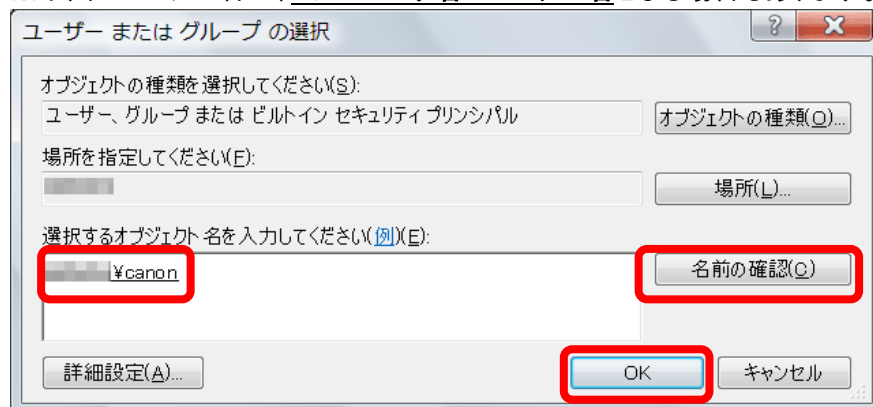 ユーザー または グループ の選択
オブジェクトの種類を選択してください(S):
ユーザー、グループ または ビルトイン セキュリティ プリンシパル
オブジェクトの種類(O)...
場所を指定してください(F):
場所(L)...
選択するオブジェクト名を入力してください(例)(E):
¥canon
名前の確認(C)
詳細設定(A)...
OK
キャンセル